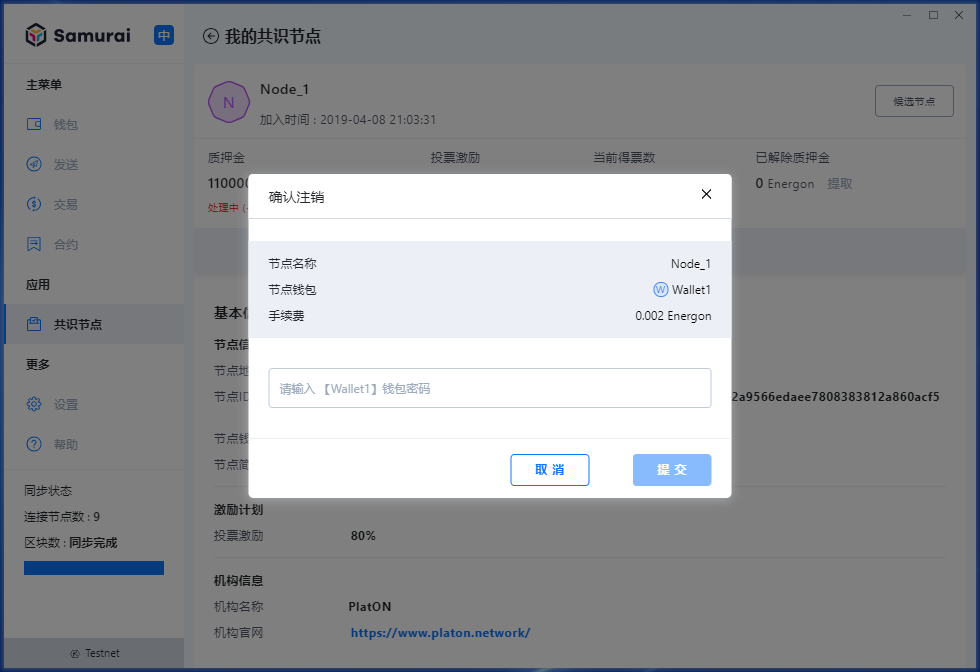 Samurai 中
主菜单
钱包
发送
交易
合约
应用
共识节点
更多
设置
帮助
同步状态
连接节点数 : 9
区块数 : 同步完成
Testnet
我的共识节点
N
Node_1
加入时间 : 2019-04-08 21:03:31
候选节点
质押金 投票激励 当前得票数 已解除质押金
11000 0 Energon 提取
处理中
确认注销
节点名称 Node_1
节点钱包 W Wallet1
手续费 0.002 Energon
请输入 【Wallet1】钱包密码
取 消 提 交
基本
节点
节点
节点ID 2a9566edaee7808383812a860acf5
节点
节点
激励计划
投票激励 80%
机构信息
机构名称 PlatON
机构官网 https://www.platon.network/